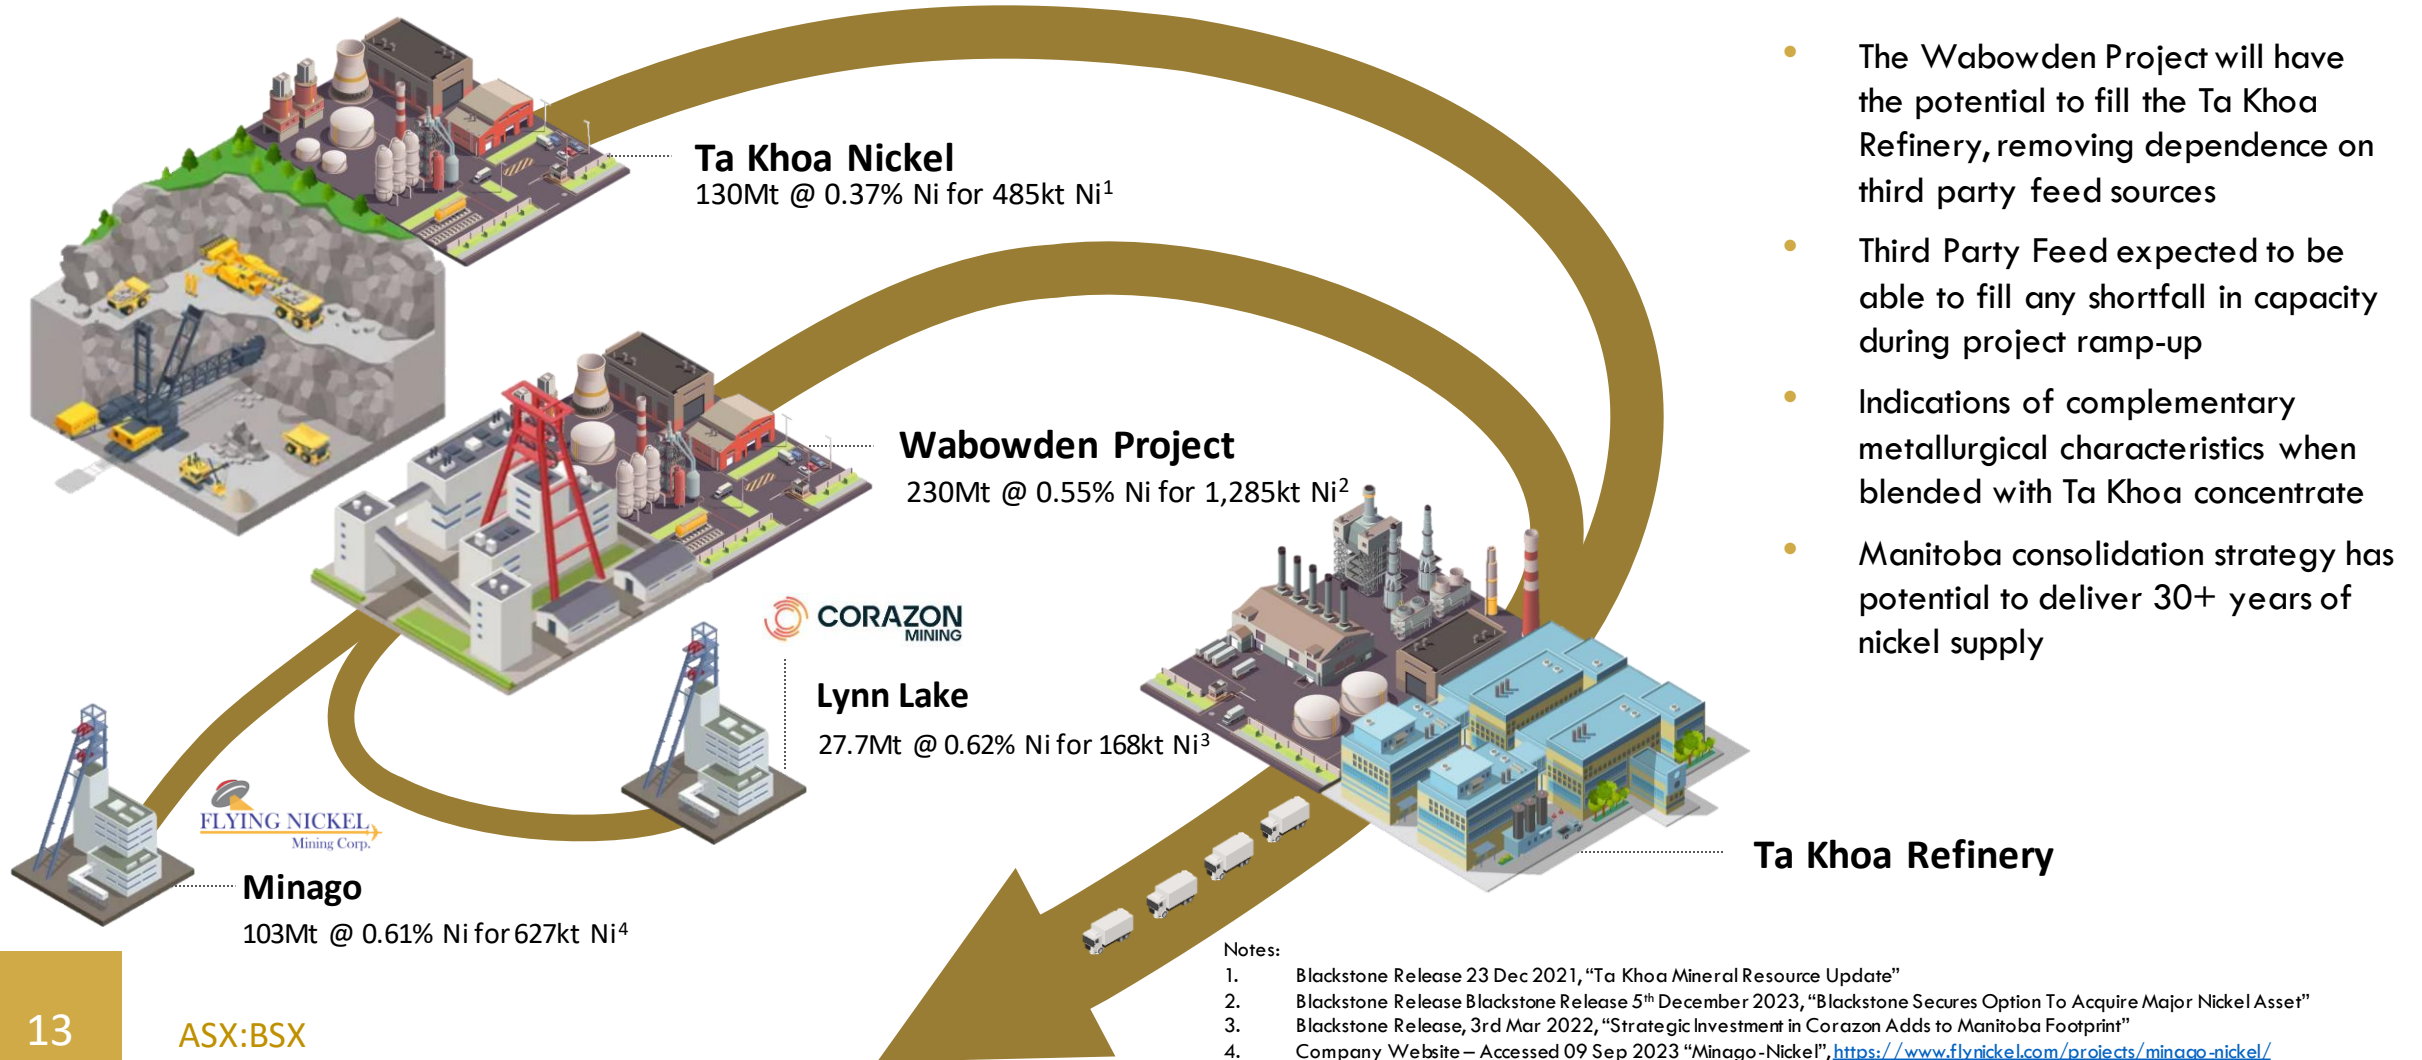 Ta Khoa Nickel
130Mt @ 0.37% Ni for 485kt Ni¹
Wabowden Project
230Mt @ 0.55% Ni for 1,285kt Ni²
CORAZON
MINING
Lynn Lake
27.7Mt @ 0.62% Ni for 168kt Ni³
FLYING NICKEL
Mining Corp.
Minago
103Mt @ 0.61% Ni for 627kt Ni⁴
Ta Khoa Refinery
• The Wabowden Project will have
the potential to fill the Ta Khoa
Refinery, removing dependence on
third party feed sources
• Third Party Feed expected to be
able to fill any shortfall in capacity
during project ramp-up
• Indications of complementary
metallurgical characteristics when
blended with Ta Khoa concentrate
• Manitoba consolidation strategy has
potential to deliver 30+ years of
nickel supply
Notes:
1. Blackstone Release 23 Dec 2021, “Ta Khoa Mineral Resource Update”
2. Blackstone Release Blackstone Release 5th December 2023, “Blackstone Secures Option To Acquire Major Nickel Asset”
3. Blackstone Release, 3rd Mar 2022, “Strategic Investment in Corazon Adds to Manitoba Footprint”
4. Company Website – Accessed 09 Sep 2023 “Minago-Nickel”, https://www.flynickel.com/projects/minago-nickel/
13
ASX:BSX